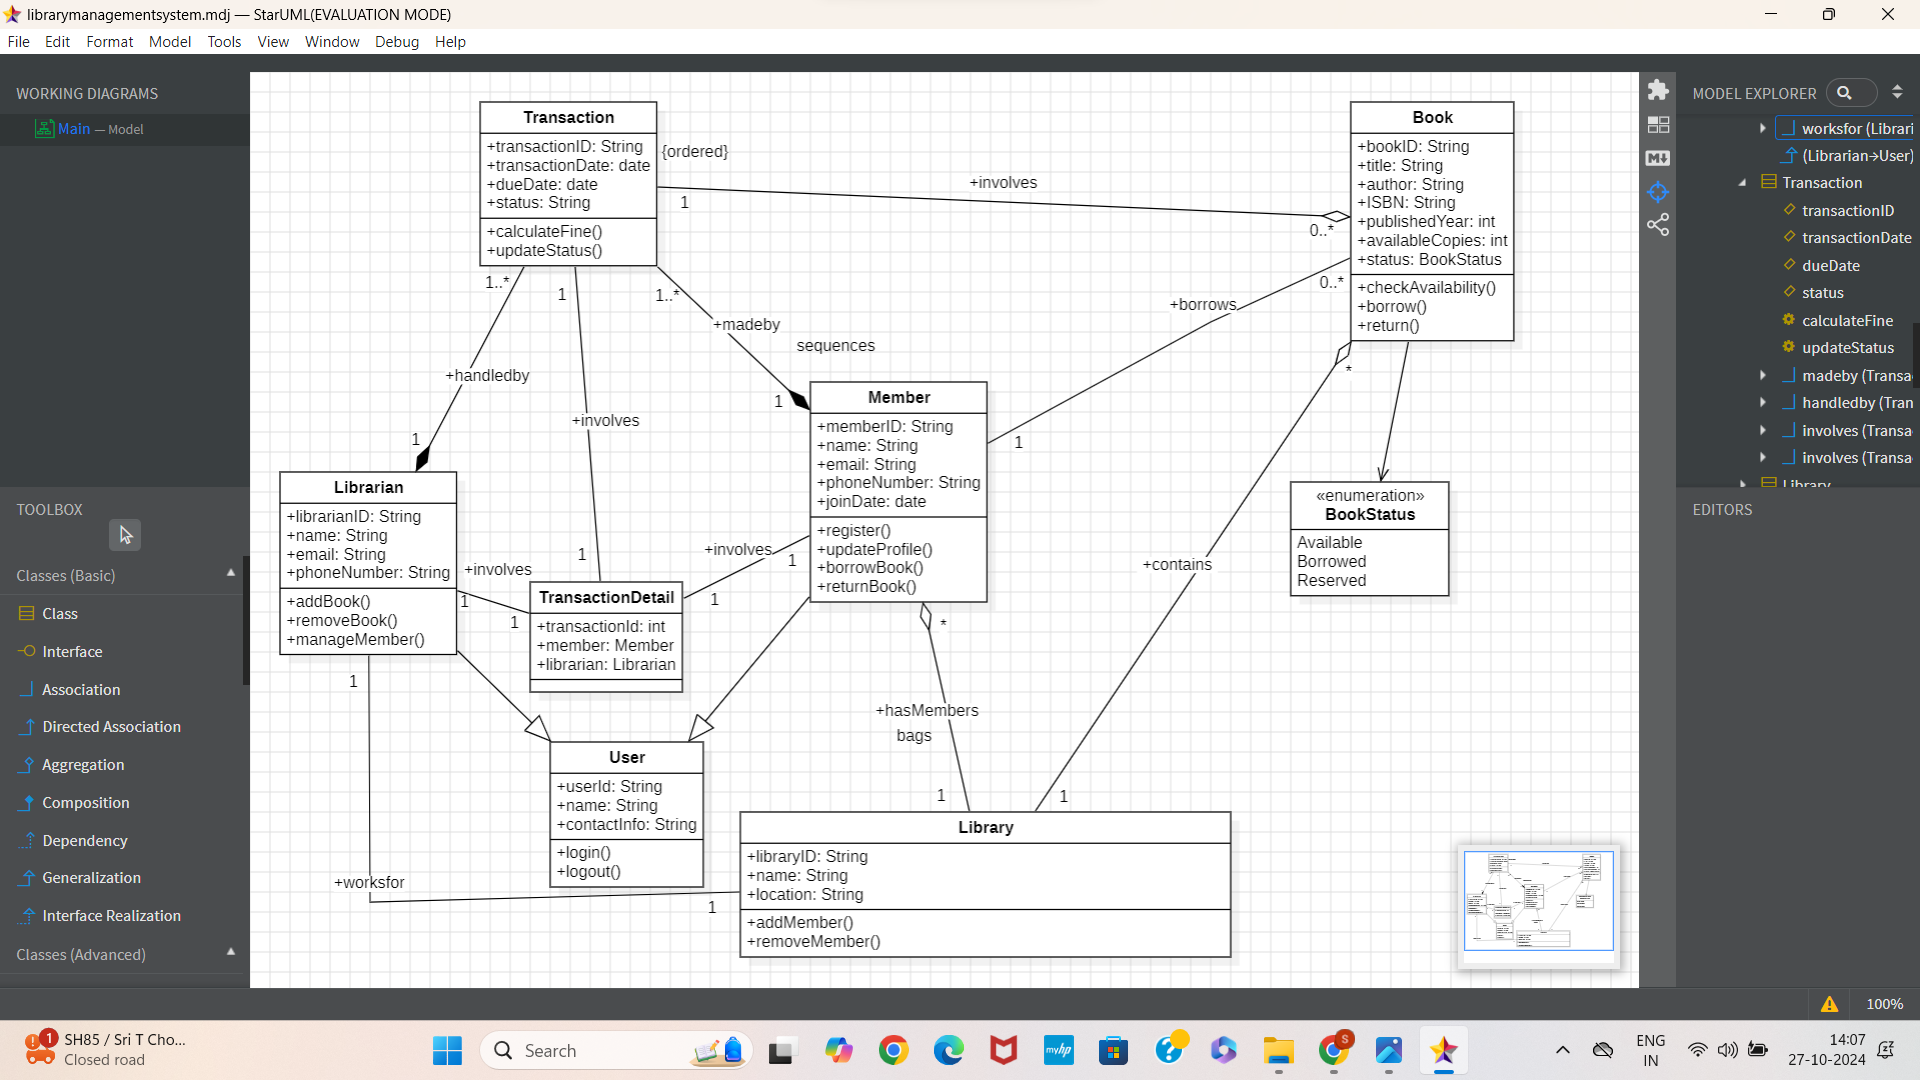 librarymanagementsystem.mdj — StarUML(EVALUATION MODE)
File Edit Format Model Tools View Window Debug Help
WORKING DIAGRAMS
Main — Model
TOOLBOX
Classes (Basic)
Class
Interface
Association
Directed Association
Aggregation
Composition
Dependency
Generalization
Interface Realization
Classes (Advanced)
Transaction
+transactionID: String
+transactionDate: date
+dueDate: date
+status: String
+calculateFine()
+updateStatus()
{ordered}
1
+involves
0..*
Book
+bookID: String
+title: String
+author: String
+ISBN: String
+publishedYear: int
+availableCopies: int
+status: BookStatus
+checkAvailability()
+borrow()
+return()
1..*
1
1..*
+madeby
sequences
+handledby
1
1
+involves
1
+borrows
0..*
1
*
Member
+memberID: String
+name: String
+email: String
+phoneNumber: String
+joinDate: date
+register()
+updateProfile()
+borrowBook()
+returnBook()
Librarian
+librarianID: String
+name: String
+email: String
+phoneNumber: String
+addBook()
+removeBook()
+manageMember()
«enumeration»
BookStatus
Available
Borrowed
Reserved
+involves
1
1
+involves
1
1
TransactionDetail
+transactionId: int
+member: Member
+librarian: Librarian
+contains
1
*
+hasMembers
bags
1
1
User
+userId: String
+name: String
+contactInfo: String
+login()
+logout()
+worksfor
1
Library
+libraryID: String
+name: String
+location: String
+addMember()
+removeMember()
M
MODEL EXPLORER
worksfor (Librari
(Librarian→User)
Transaction
transactionID
transactionDate
dueDate
status
calculateFine
updateStatus
madeby (Transa
handledby (Tran
involves (Transa
involves (Transa
Library
EDITORS
100%
1
SH85 / Sri T Cho...
Closed road
Search
myhp
S
ENG
IN
14:07
27-10-2024